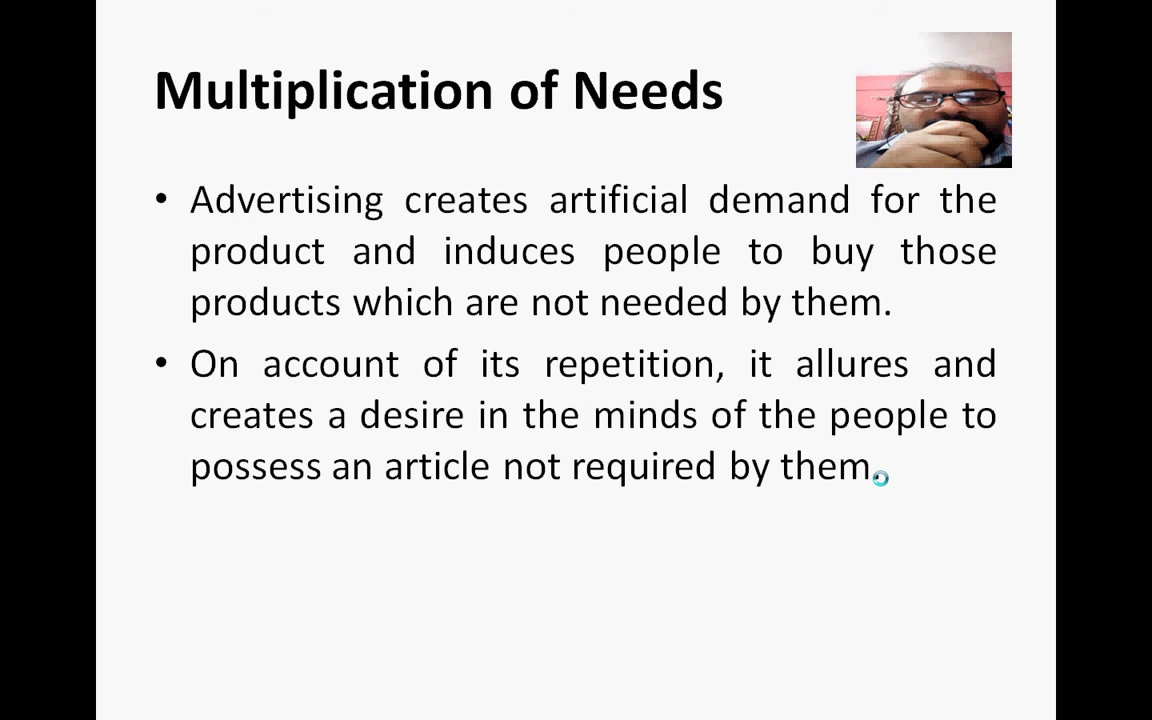 Multiplication of Needs
• Advertising creates artificial demand for the
product and induces people to buy those
products which are not needed by them.
• On account of its repetition, it allures and
creates a desire in the minds of the people to
possess an article not required by them.